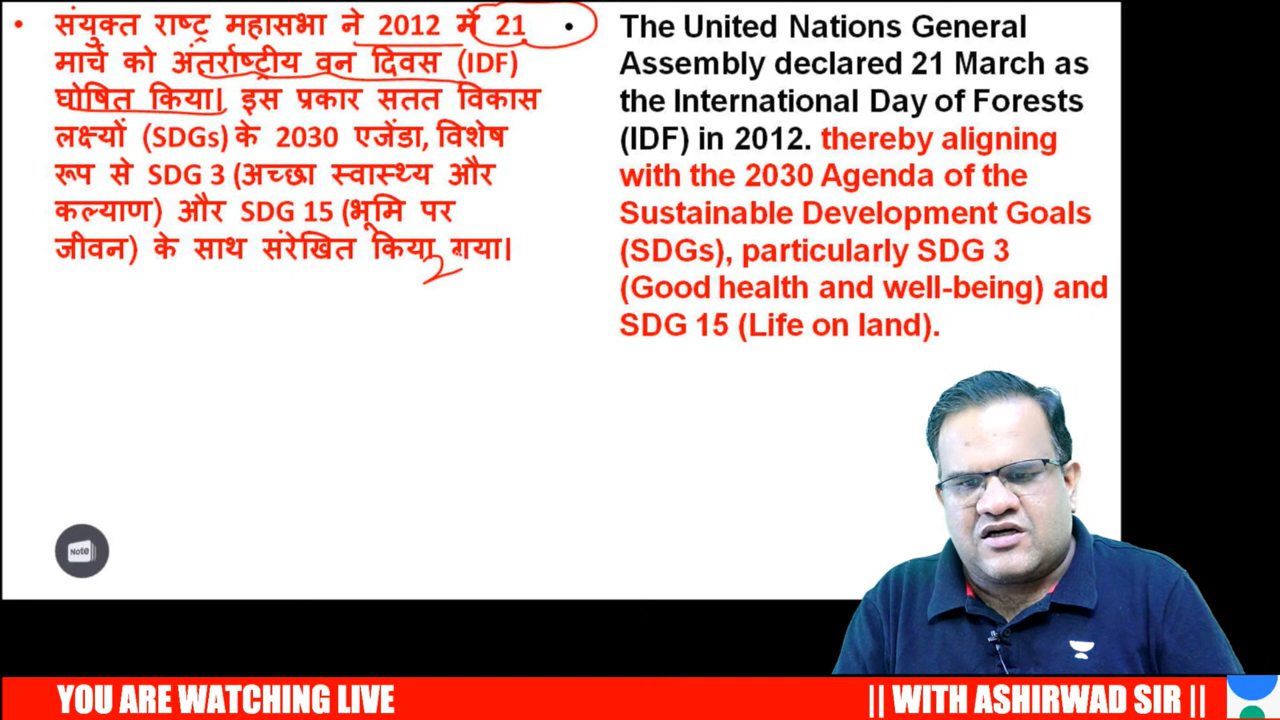 • संयुक्त राष्ट्र महासभा ने 2012 में 21
मार्च को अंतर्राष्ट्रीय वन दिवस (IDF)
घोषित किया। इस प्रकार सतत विकास
लक्ष्यों (SDGs) के 2030 एजेंडा, विशेष
रूप से SDG 3 (अच्छा स्वास्थ्य और
कल्याण) और SDG 15 (भूमि पर
जीवन) के साथ संरेखित किया गया।
2
• The United Nations General
Assembly declared 21 March as
the International Day of Forests
(IDF) in 2012. thereby aligning
with the 2030 Agenda of the
Sustainable Development Goals
(SDGs), particularly SDG 3
(Good health and well-being) and
SDG 15 (Life on land).
Note
YOU ARE WATCHING LIVE
|| WITH ASHIRWAD SIR ||